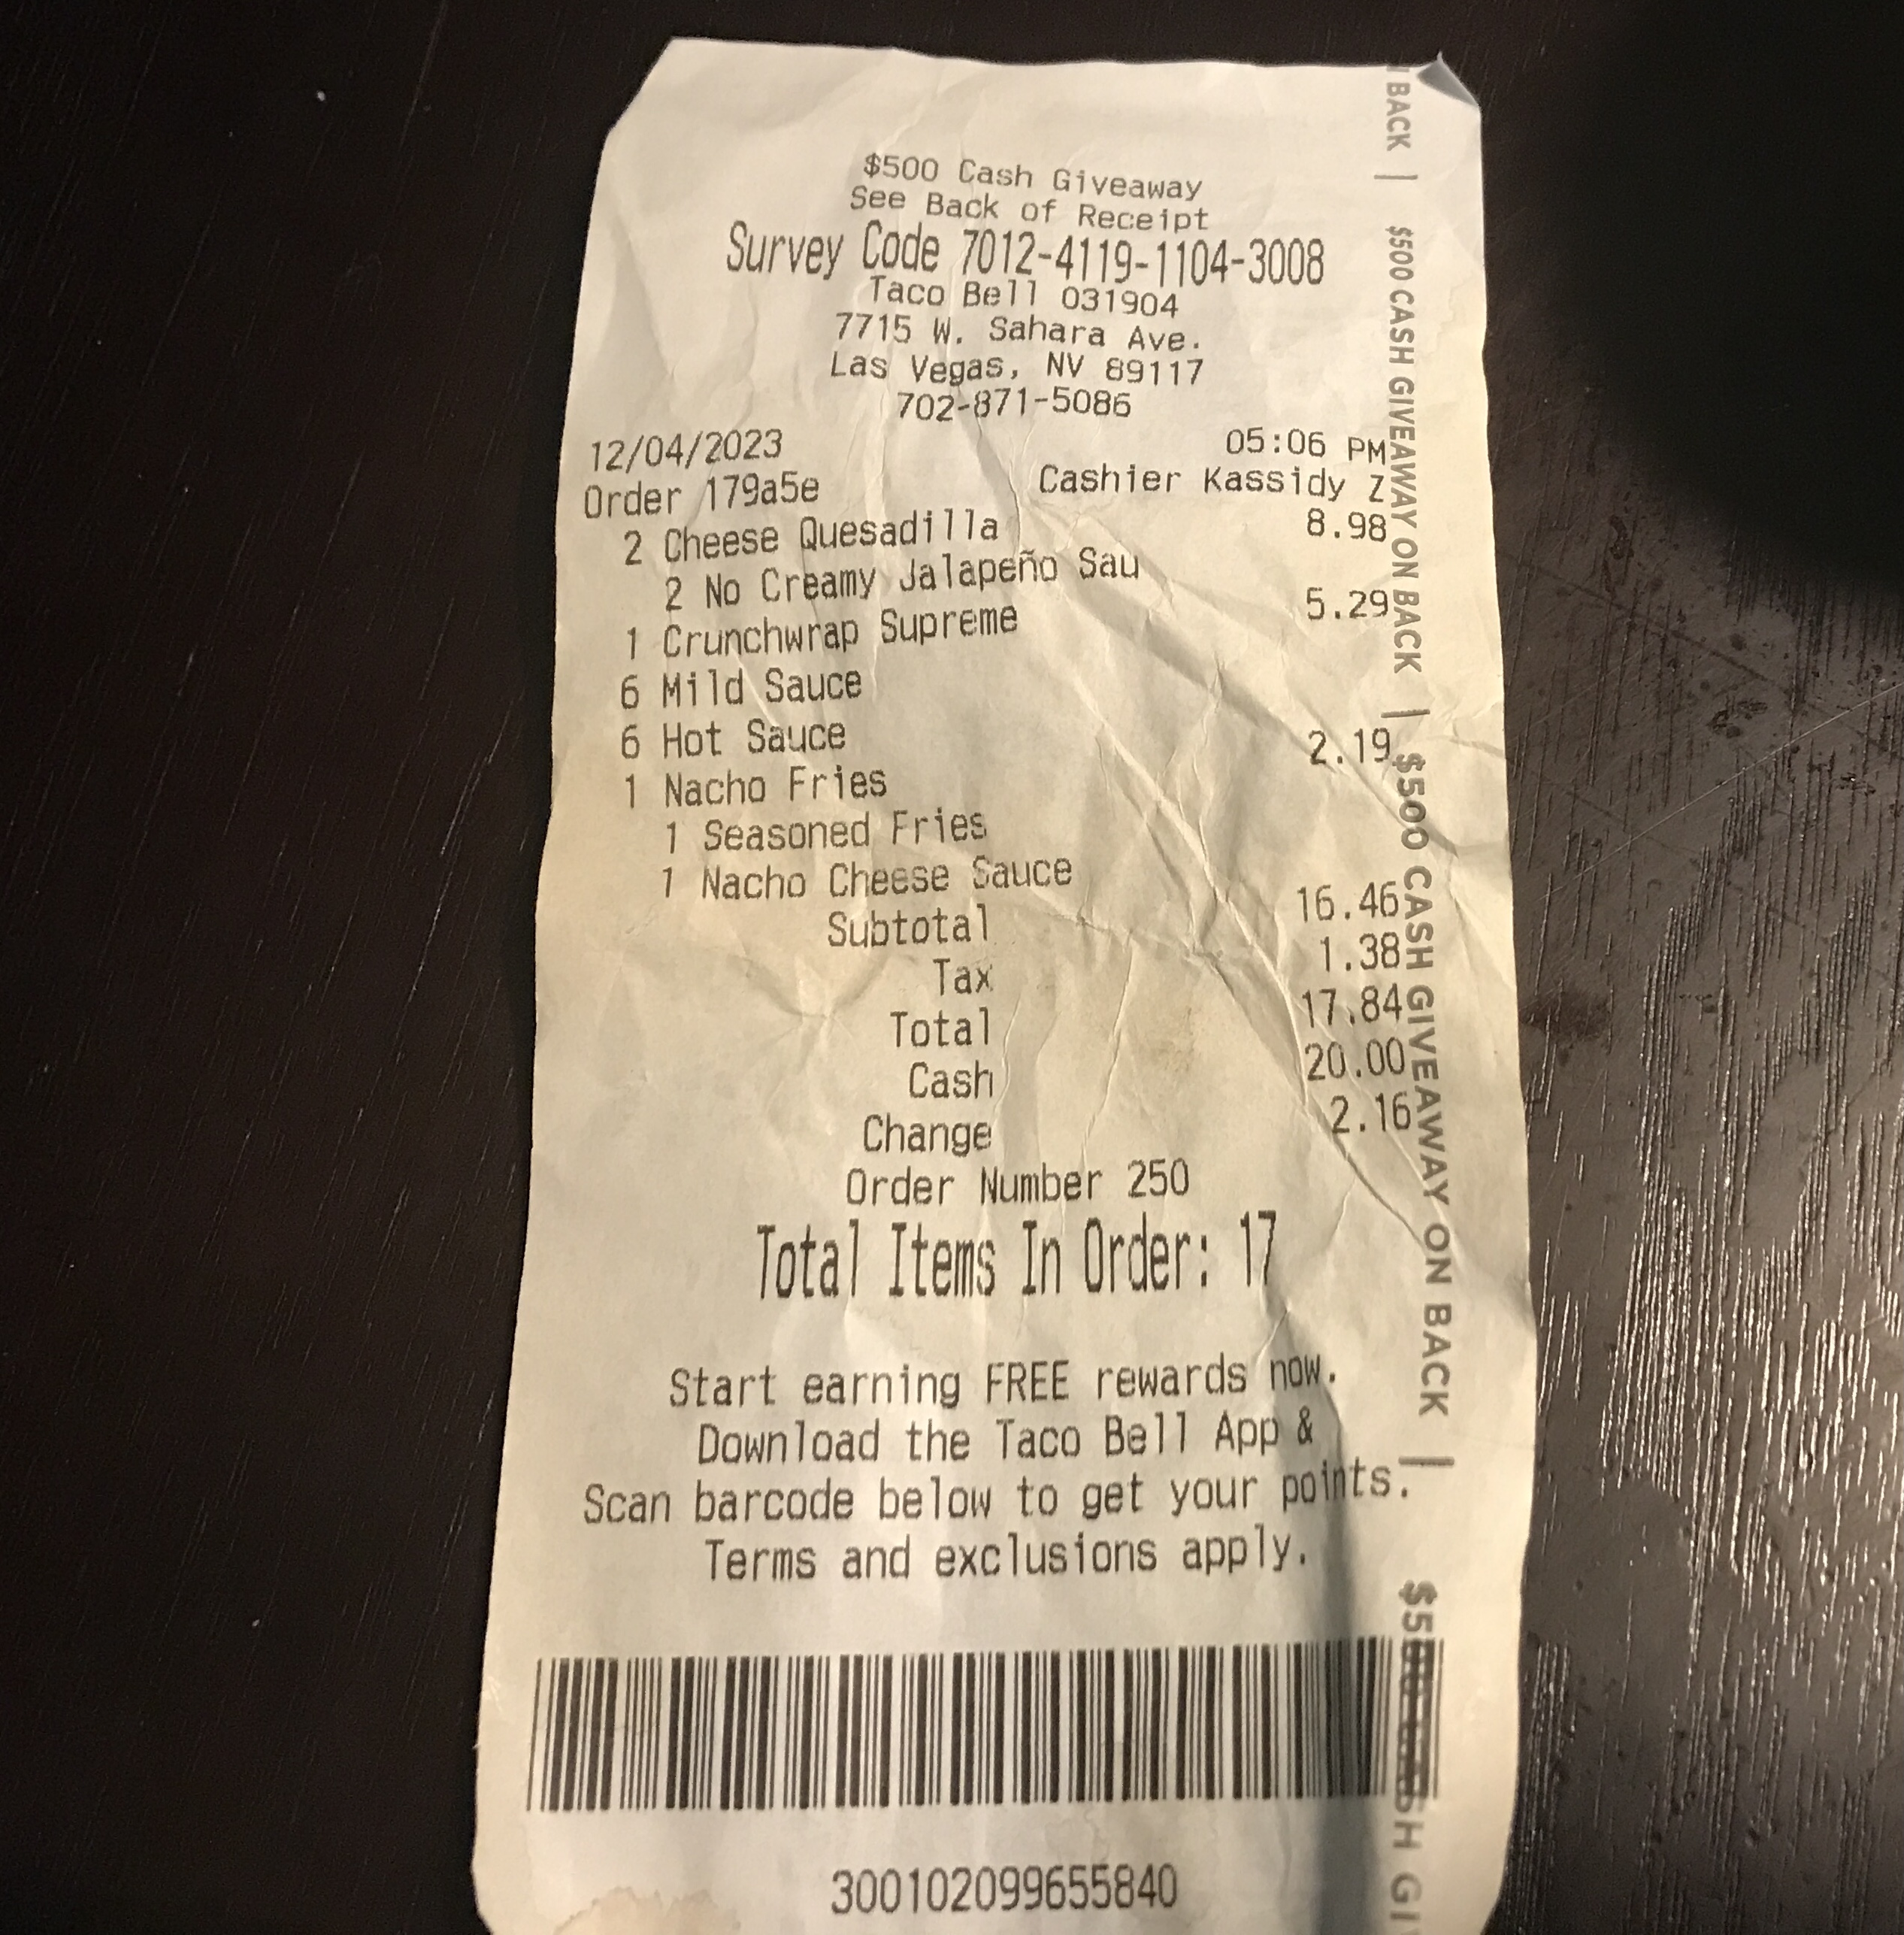 $500 Cash Giveaway
See Back of Receipt
Survey Code 7012-4119-1104-3008
Taco Bell 031904
7715 W. Sahara Ave.
Las Vegas, NV 89117
702-871-5086
12/04/2023 05:06 PM
Order 179a5e Cashier Kassidy Z
2 Cheese Quesadilla 8.98
2 No Creamy Jalapeño Sau
1 Crunchwrap Supreme 5.29
6 Mild Sauce
6 Hot Sauce
1 Nacho Fries 2.19
1 Seasoned Fries
1 Nacho Cheese Sauce
Subtotal 16.46
Tax 1.38
Total 17.84
Cash 20.00
Change 2.16
Order Number 250
Total Items In Order: 17
Start earning FREE rewards now.
Download the Taco Bell App &
Scan barcode below to get your points.
Terms and exclusions apply.
300102099655840
BACK | $500 CASH GIVEAWAY ON BACK | $500 CASH GIVEAWAY ON BACK | $500 CASH GI